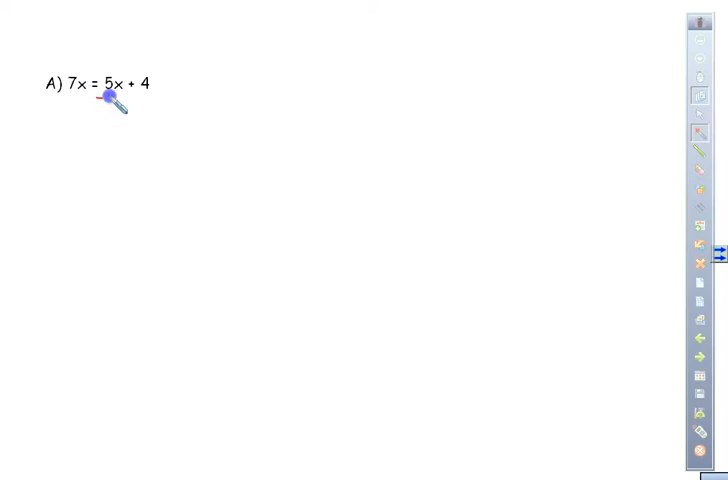 A) 7x = 5x + 4